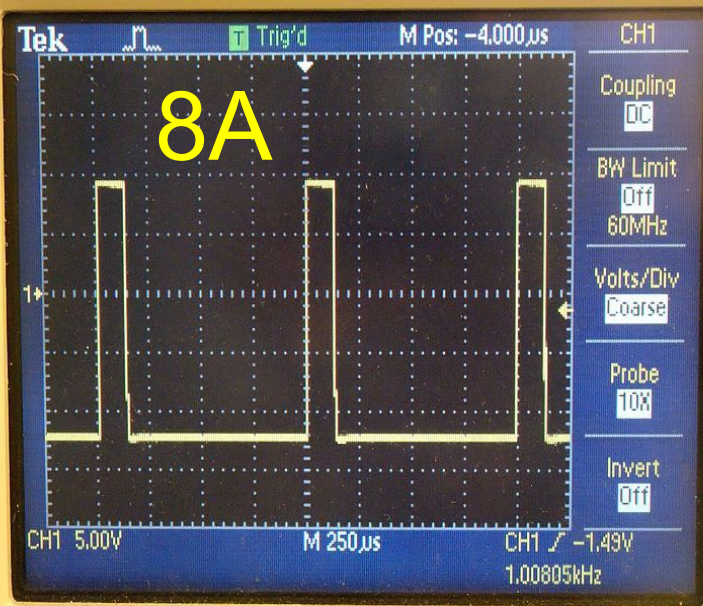 Tek T Trig'd M Pos: -4.000µs CH1
8A
Coupling
DC
BW Limit
Off
60MHz
1
Volts/Div
Coarse
Probe
10X
Invert
Off
CH1 5.00V M 250µs CH1 -1.49V
1.00805kHz